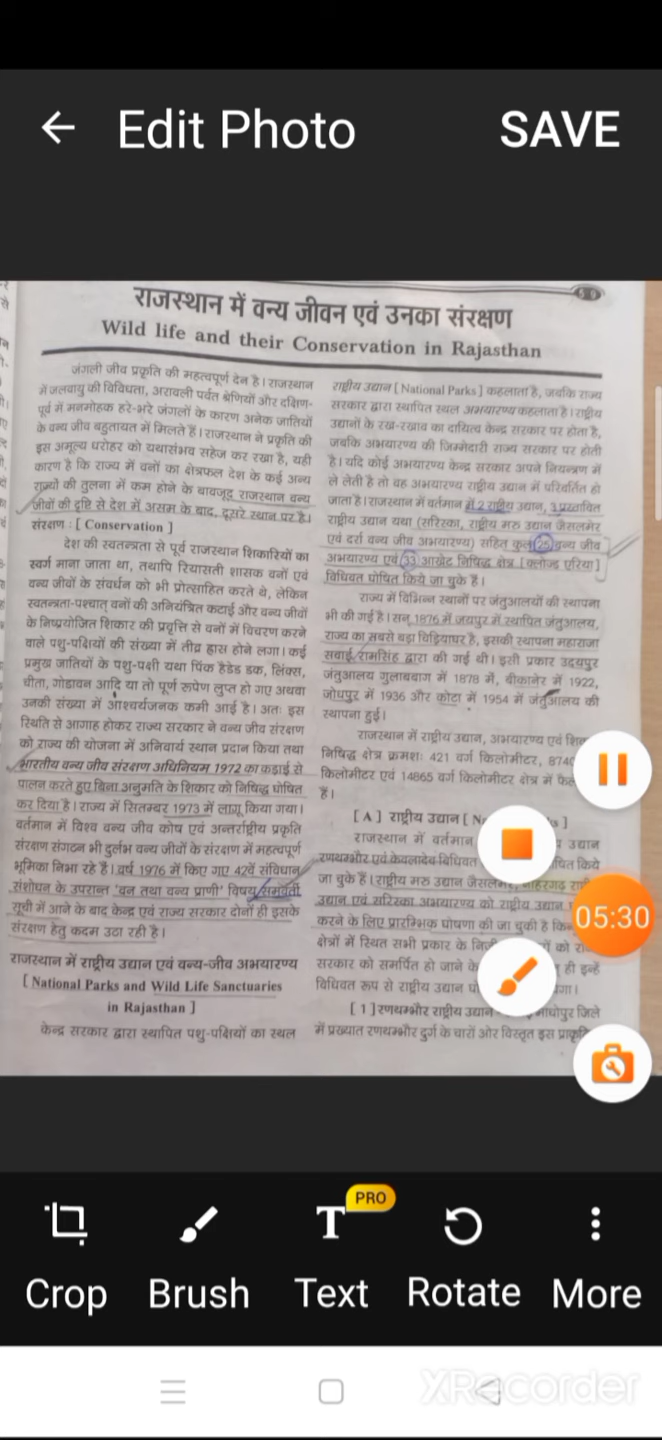 Edit Photo
SAVE
राजस्थान में वन्य जीवन एवं उनका संरक्षण
Wild life and their Conservation in Rajasthan
जंगली जीव प्रकृति की महत्वपूर्ण देन है। राजस्थान
में जलवायु की विविधता, अरावली पर्वत श्रेणियों और दक्षिण-
पूर्व में मनमोहक हरे-भरे जंगलों के कारण अनेक जातियों
के वन्य जीव बहुतायत में मिलते हैं। राजस्थान ने प्रकृति की
इस अमूल्य धरोहर को यथासंभव सहेज कर रखा है, यही
कारण है कि राज्य में वनों का क्षेत्रफल देश के कई अन्य
राज्यों की तुलना में कम होने के बावजूद राजस्थान वन्य
जीवों की दृष्टि से देश में असम के बाद, दूसरे स्थान पर है।
संरक्षण : [ Conservation ]
देश की स्वतन्त्रता से पूर्व राजस्थान शिकारियों का
स्वर्ग माना जाता था, तथापि रियासती शासक वनों एवं
वन्य जीवों के संवर्धन को भी प्रोत्साहित करते थे, लेकिन
स्वतन्त्रता-पश्चात् वनों की अनियंत्रित कटाई और वन्य जीवों
के निष्प्रयोजित शिकार की प्रवृत्ति से वनों में विचरण करने
वाले पशु-पक्षियों की संख्या में तीव्र ह्रास होने लगा। कई
प्रमुख जातियों के पशु-पक्षी यथा पिंक हैडेड डक, लिंक्स,
चीता, गोडावन आदि या तो पूर्ण रूपेण लुप्त हो गए अथवा
उनकी संख्या में आश्चर्यजनक कमी आई है। अतः इस
स्थिति से आगाह होकर राज्य सरकार ने वन्य जीव संरक्षण
को राज्य की योजना में अनिवार्य स्थान प्रदान किया तथा
भारतीय वन्य जीव संरक्षण अधिनियम 1972 का कड़ाई से
पालन करते हुए बिना अनुमति के शिकार को निषिद्ध घोषित
कर दिया है। राज्य में सितम्बर 1973 में लागू किया गया।
वर्तमान में विश्व वन्य जीव कोष एवं अन्तर्राष्ट्रीय प्रकृति
संरक्षण संगठन भी दुर्लभ वन्य जीवों के संरक्षण में महत्वपूर्ण
भूमिका निभा रहे हैं। वर्ष 1976 में किए गए 42वें संविधान
संशोधन के उपरान्त 'वन तथा वन्य प्राणी' विषय समवर्ती
सूची में आने के बाद केन्द्र एवं राज्य सरकार दोनों ही इसके
संरक्षण हेतु कदम उठा रही है।
राजस्थान में राष्ट्रीय उद्यान एवं वन्य-जीव अभयारण्य
[ National Parks and Wild Life Sanctuaries
in Rajasthan ]
केन्द्र सरकार द्वारा स्थापित पशु-पक्षियों का स्थल
राष्ट्रीय उद्यान [ National Parks ] कहलाता है, जबकि राज्य
सरकार द्वारा स्थापित स्थल अभयारण्य कहलाता है। राष्ट्रीय
उद्यानों के रख-रखाव का दायित्व केन्द्र सरकार पर होता है,
जबकि अभयारण्य की जिम्मेदारी राज्य सरकार पर होती
है। यदि कोई अभयारण्य केन्द्र सरकार अपने नियन्त्रण में
ले लेती है तो वह अभयारण्य राष्ट्रीय उद्यान में परिवर्तित हो
जाता है। राजस्थान में वर्तमान में 2 राष्ट्रीय उद्यान, 3 प्रस्तावित
राष्ट्रीय उद्यान यथा (सरिस्का, राष्ट्रीय मरु उद्यान जैसलमेर
एवं दर्रा वन्य जीव अभयारण्य) सहित कुल 25 वन्य जीव
अभयारण्य एवं 33 आखेट निषिद्ध क्षेत्र [क्लोज्ड एरिया]
विधिवत घोषित किये जा चुके हैं।
राज्य में विभिन्न स्थानों पर जंतुआलयों की स्थापना
भी की गई है। सन् 1876 में जयपुर में स्थापित जंतुआलय,
राज्य का सबसे बड़ा चिड़ियाघर है, इसकी स्थापना महाराजा
सवाई रामसिंह द्वारा की गई थी। इसी प्रकार उदयपुर
जंतुआलय गुलाबबाग में 1878 में, बीकानेर में 1922,
जोधपुर में 1936 और कोटा में 1954 में जंतुआलय की
स्थापना हुई।
राजस्थान में राष्ट्रीय उद्यान, अभयारण्य एवं
निषिद्ध क्षेत्र क्रमशः 421 वर्ग किलोमीटर, 874
किलोमीटर एवं 14865 वर्ग किलोमीटर क्षेत्र में
हैं।
[ A ] राष्ट्रीय उद्यान [
राजस्थान में वर्तमान उद्यान
रणथम्भौर एवं केवलादेव विधिवत किये
जा चुके हैं। राष्ट्रीय मरु उद्यान जैसलमेर, नाहरगढ़
उद्यान एवं सरिस्का अभयारण्य को राष्ट्रीय उद्यान
करने के लिए प्रारम्भिक घोषणा की जा चुकी है
क्षेत्रों में स्थित सभी प्रकार के निजी को
सरकार को समर्पित हो जाने के ही इन्हें
विधिवत रूप से राष्ट्रीय उद्यान
[ 1 ] रणथम्भौर राष्ट्रीय उद्यान जिले
में प्रख्यात रणथम्भौर दुर्ग के चारों ओर विस्तृत इस
05:30
PRO
Crop
Brush
Text
Rotate
More
XRecorder